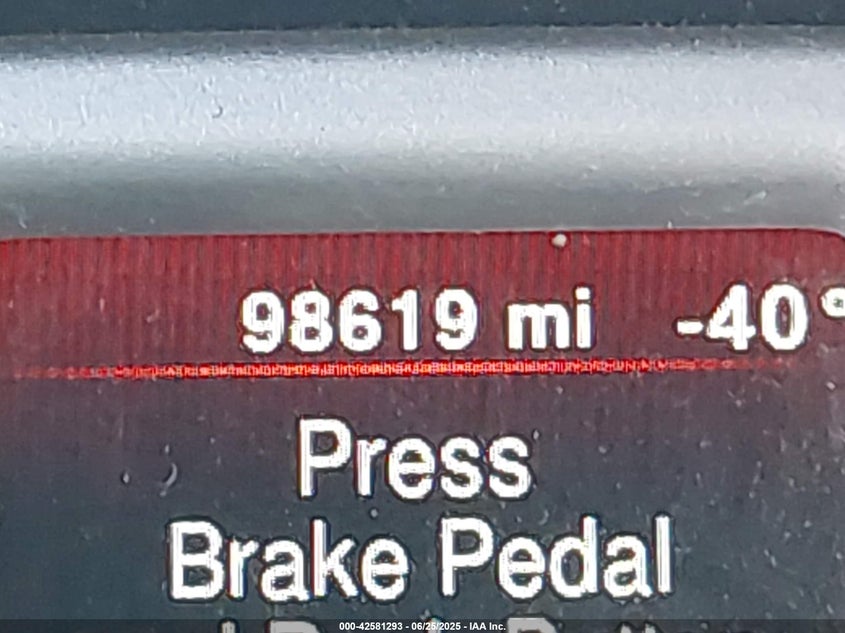 98619 mi -40°
Press
Brake Pedal
000-42581293 - 06/25/2025 - IAA Inc.